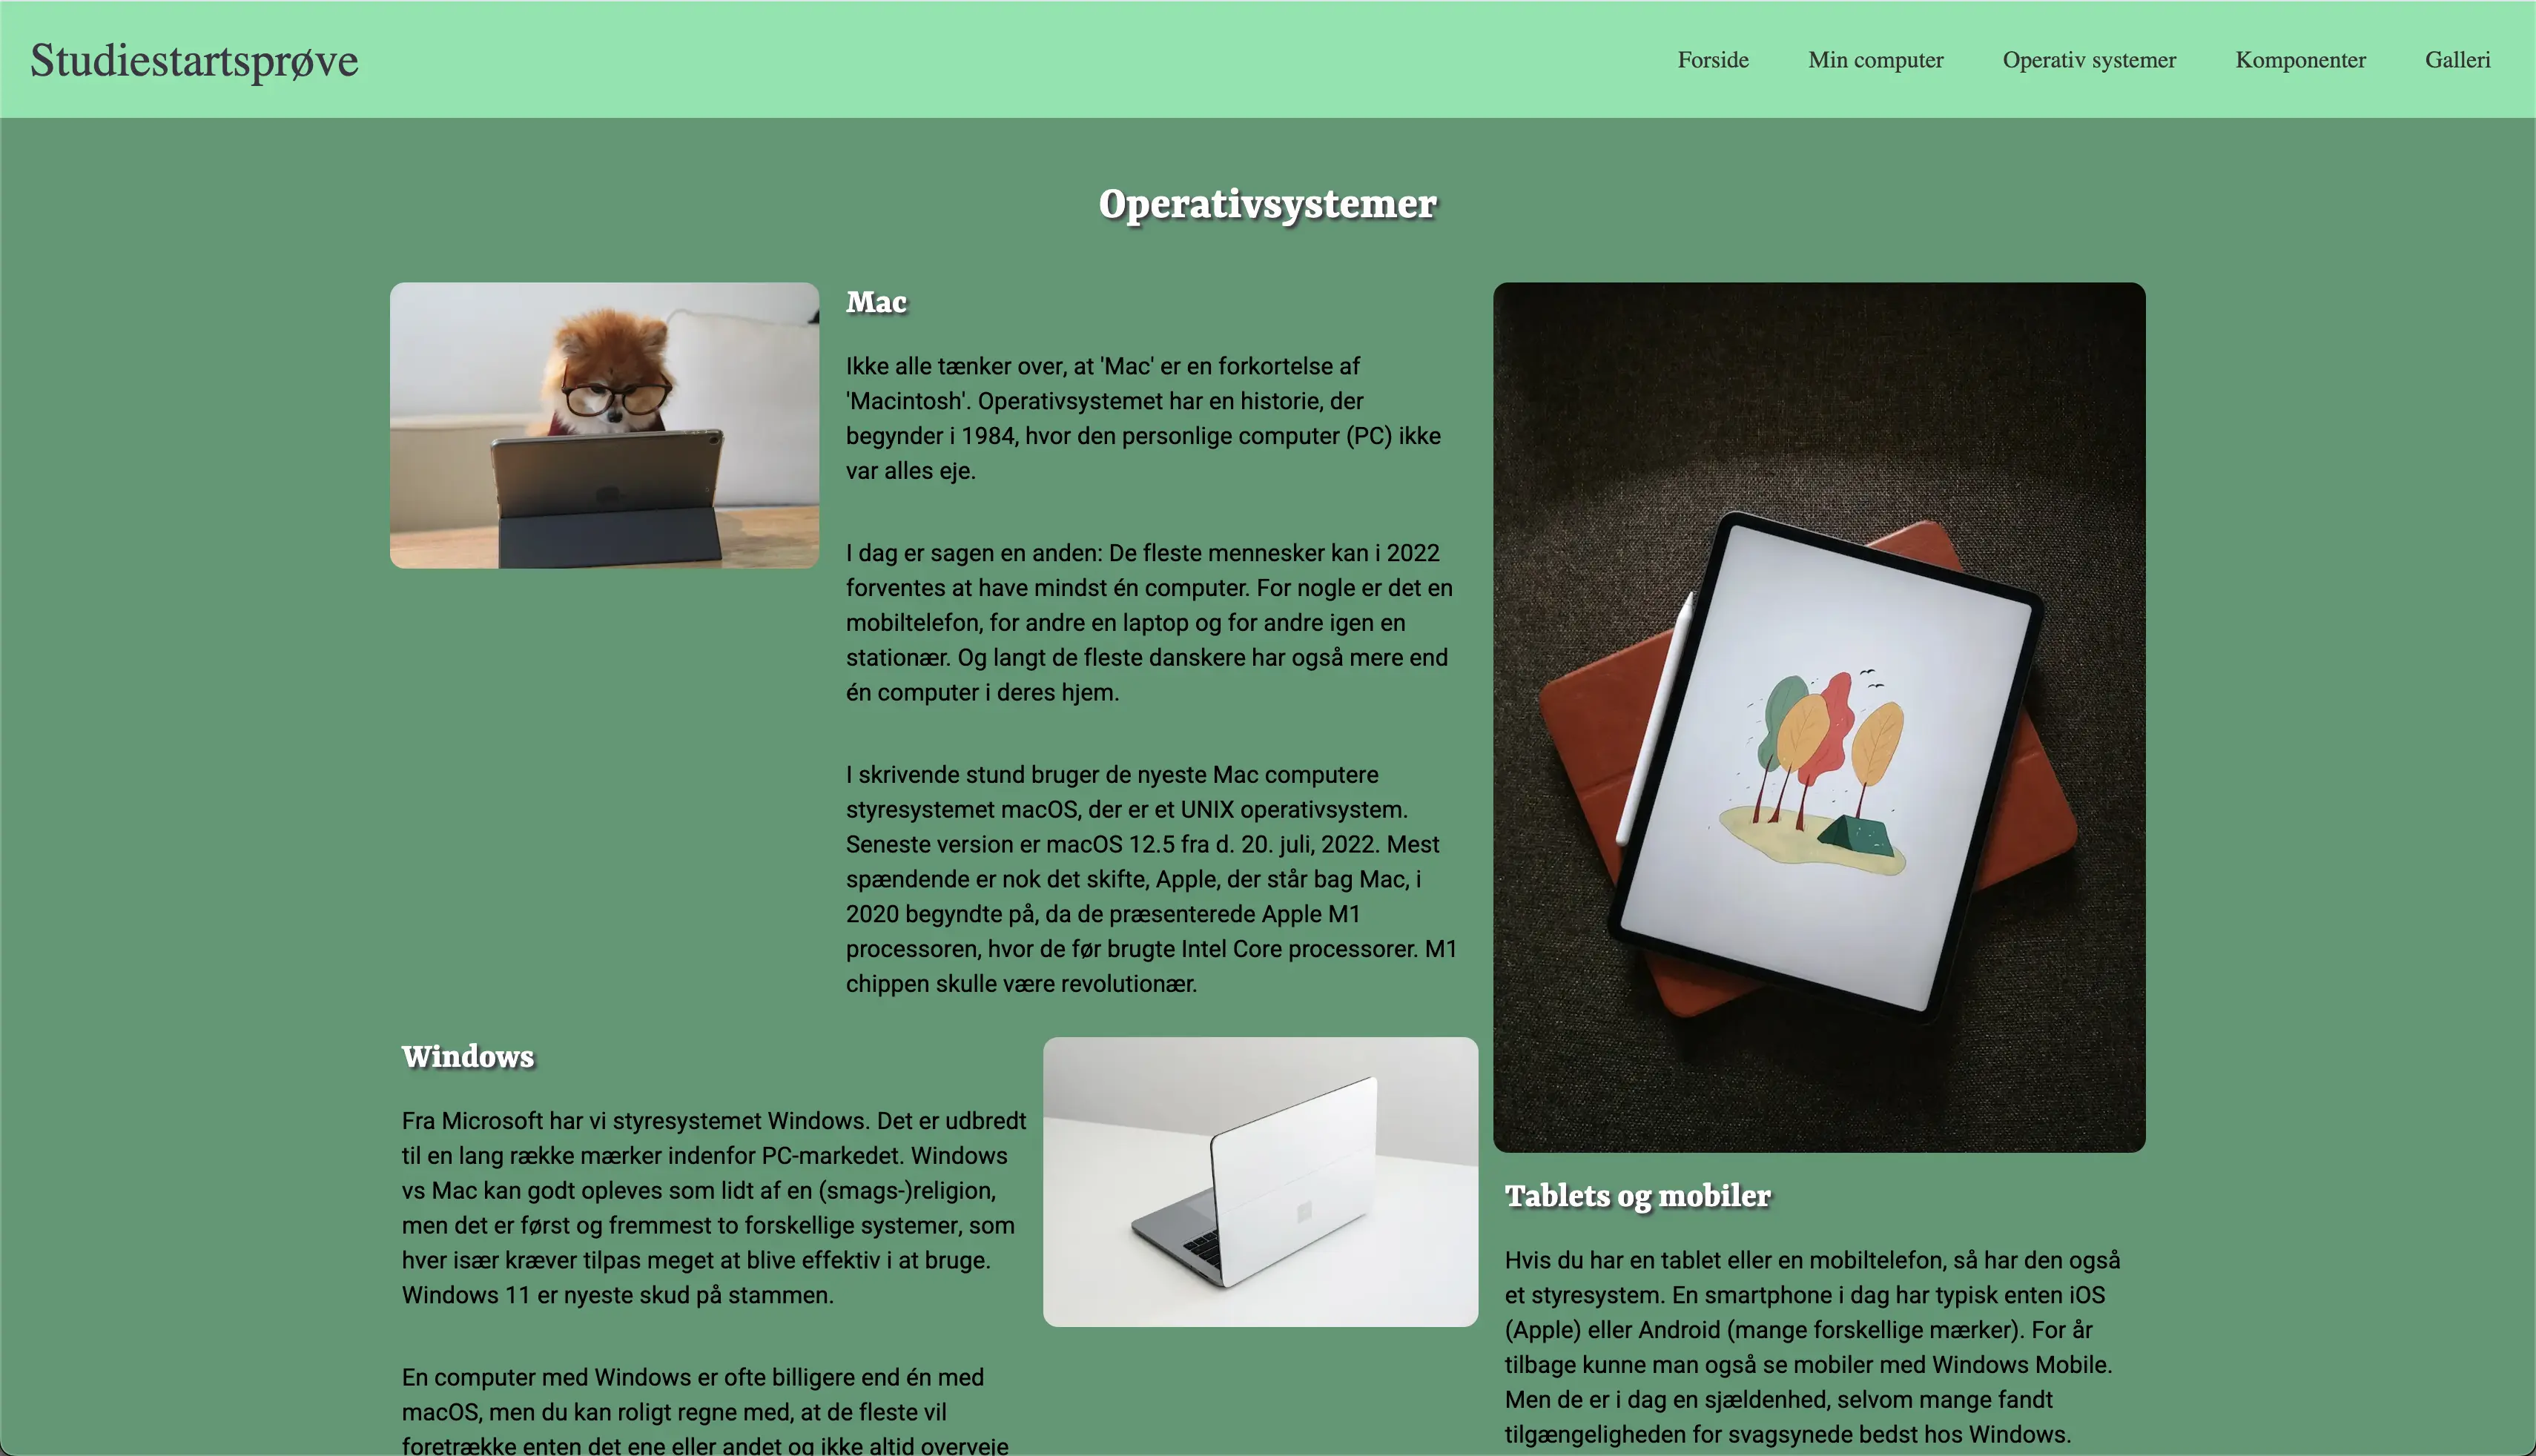 Studiestartsprøve
Forside
Min computer
Operativ systemer
Komponenter
Galleri
Operativsystemer
Mac
Ikke alle tænker over, at 'Mac' er en forkortelse af
'Macintosh'. Operativsystemet har en historie, der
begynder i 1984, hvor den personlige computer (PC) ikke
var alles eje.
I dag er sagen en anden: De fleste mennesker kan i 2022
forventes at have mindst én computer. For nogle er det en
mobiltelefon, for andre en laptop og for andre igen en
stationær. Og langt de fleste danskere har også mere end
én computer i deres hjem.
I skrivende stund bruger de nyeste Mac computere
styresystemet macOS, der er et UNIX operativsystem.
Seneste version er macOS 12.5 fra d. 20. juli, 2022. Mest
spændende er nok det skifte, Apple, der står bag Mac, i
2020 begyndte på, da de præsenterede Apple M1
processoren, hvor de før brugte Intel Core processorer. M1
chippen skulle være revolutionær.
Windows
Fra Microsoft har vi styresystemet Windows. Det er udbredt
til en lang række mærker indenfor PC-markedet. Windows
vs Mac kan godt opleves som lidt af en (smags-)religion,
men det er først og fremmest to forskellige systemer, som
hver især kræver tilpas meget at blive effektiv i at bruge.
Windows 11 er nyeste skud på stammen.
En computer med Windows er ofte billigere end én med
macOS, men du kan roligt regne med, at de fleste vil
foretrække enten det ene eller andet og ikke altid overveje
Tablets og mobiler
Hvis du har en tablet eller en mobiltelefon, så har den også
et styresystem. En smartphone i dag har typisk enten iOS
(Apple) eller Android (mange forskellige mærker). For år
tilbage kunne man også se mobiler med Windows Mobile.
Men de er i dag en sjældenhed, selvom mange fandt
tilgængeligheden for svagsynede bedst hos Windows.